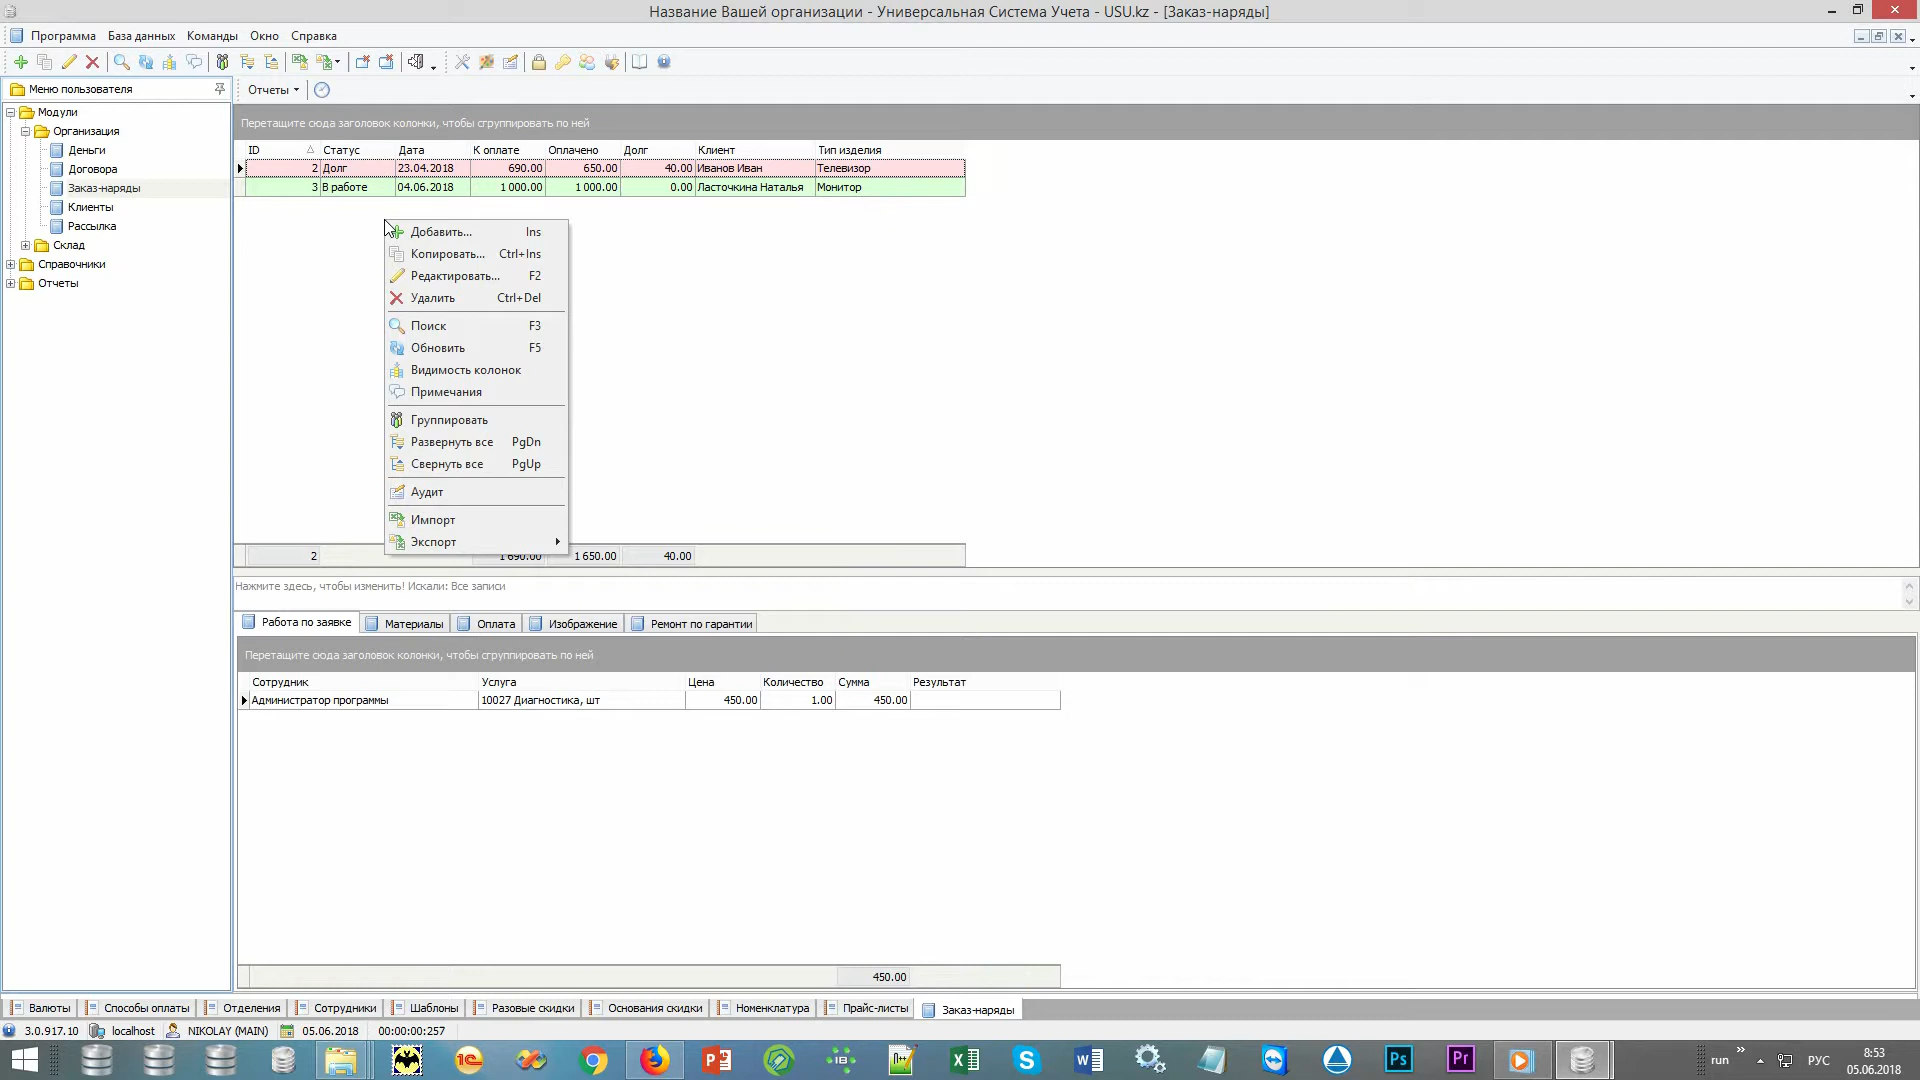 Название Вашей организации - Универсальная Система Учета - USU.kz - [Заказ-наряды]
Программа База данных Команды Окно Справка
Меню пользователя
Отчеты
Модули
Организация
Деньги
Договора
Заказ-наряды
Клиенты
Рассылка
Склад
Справочники
Отчеты
Перетащите сюда заголовок колонки, чтобы сгруппировать по ней
ID Статус Дата К оплате Оплачено Долг Клиент Тип изделия
2 Долг 23.04.2018 690.00 650.00 40.00 Иванов Иван Телевизор
3 В работе 04.06.2018 1 000.00 1 000.00 0.00 Ласточкина Наталья Монитор
Добавить... Ins
Копировать... Ctrl+Ins
Редактировать... F2
Удалить Ctrl+Del
Поиск F3
Обновить F5
Видимость колонок
Примечания
Группировать
Развернуть все PgDn
Свернуть все PgUp
Аудит
Импорт
Экспорт
2 1 690.00 1 650.00 40.00
Нажмите здесь, чтобы изменить! Искали: Все записи
Работа по заявке Материалы Оплата Изображение Ремонт по гарантии
Перетащите сюда заголовок колонки, чтобы сгруппировать по ней
Сотрудник Услуга Цена Количество Сумма Результат
Администратор программы 10027 Диагностика, шт 450.00 1.00 450.00
450.00
Валюты Способы оплаты Отделения Сотрудники Шаблоны Разовые скидки Основания скидки Номенклатура Прайс-листы Заказ-наряды
3.0.917.10 localhost NIKOLAY (MAIN) 05.06.2018 00:00:00:257
run РУС 8:53
05.06.2018